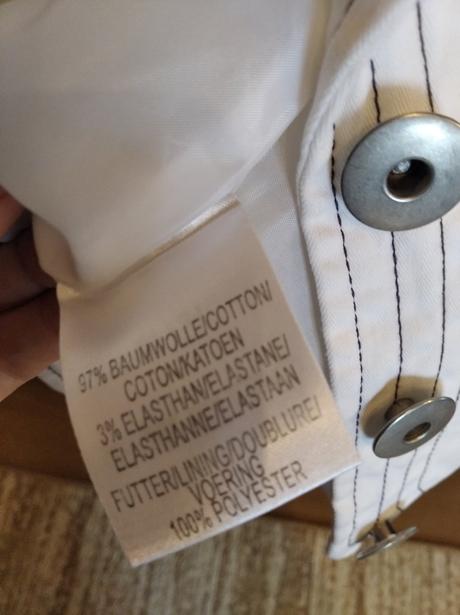 97% BAUMWOLLE/COTTON/
COTON/KATOEN
3% ELASTHAN/ELASTANE/
ELASTHANNE/ELASTAAN
FUTTER/LINING/DOUBLURE/
VOERING
100% POLYESTER